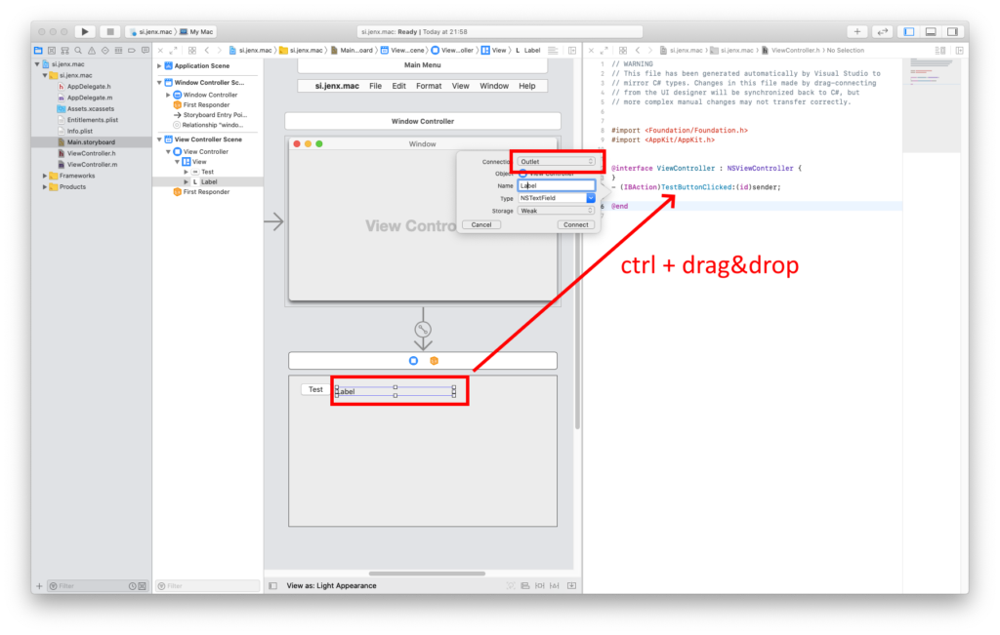 si.jenx.mac
My Mac
si.jenx.mac: Ready | Today at 21:58
si.jenx.mac
si.jenx.mac
AppDelegate.h
AppDelegate.m
Assets.xcassets
Entitlements.plist
Info.plist
Main.storyboard
ViewController.h
ViewController.m
Frameworks
Products
Filter
Application Scene
Window Controller Sc...
Window Controller
First Responder
Storyboard Entry Poi...
Relationship "windo...
View Controller Scene
View Controller
View
Test
L Label
First Responder
Filter
si.jenx.mac
si.jenx.mac
Main....oard
View...cene)
View...oller
View
L Label
Main Menu
si.jenx.mac File Edit Format View Window Help
Window Controller
Window
View Contro
Connection Outlet
Object View Controller
Name Label
Type NSTextField
Storage Weak
Cancel
Connect
Test
Label
View as: Light Appearance
si.jenx.mac
si.jenx.mac
ViewController.h
No Selection
1 // WARNING
2 // This file has been generated automatically by Visual Studio to
3 // mirror C# types. Changes in this file made by drag-connecting
4 // from the UI designer will be synchronized back to C#, but
5 // more complex manual changes may not transfer correctly.
6
7
8 #import <Foundation/Foundation.h>
9 #import <AppKit/AppKit.h>
@interface ViewController : NSViewController {
}
- (IBAction)TestButtonClicked:(id)sender;
@end
ctrl + drag&drop